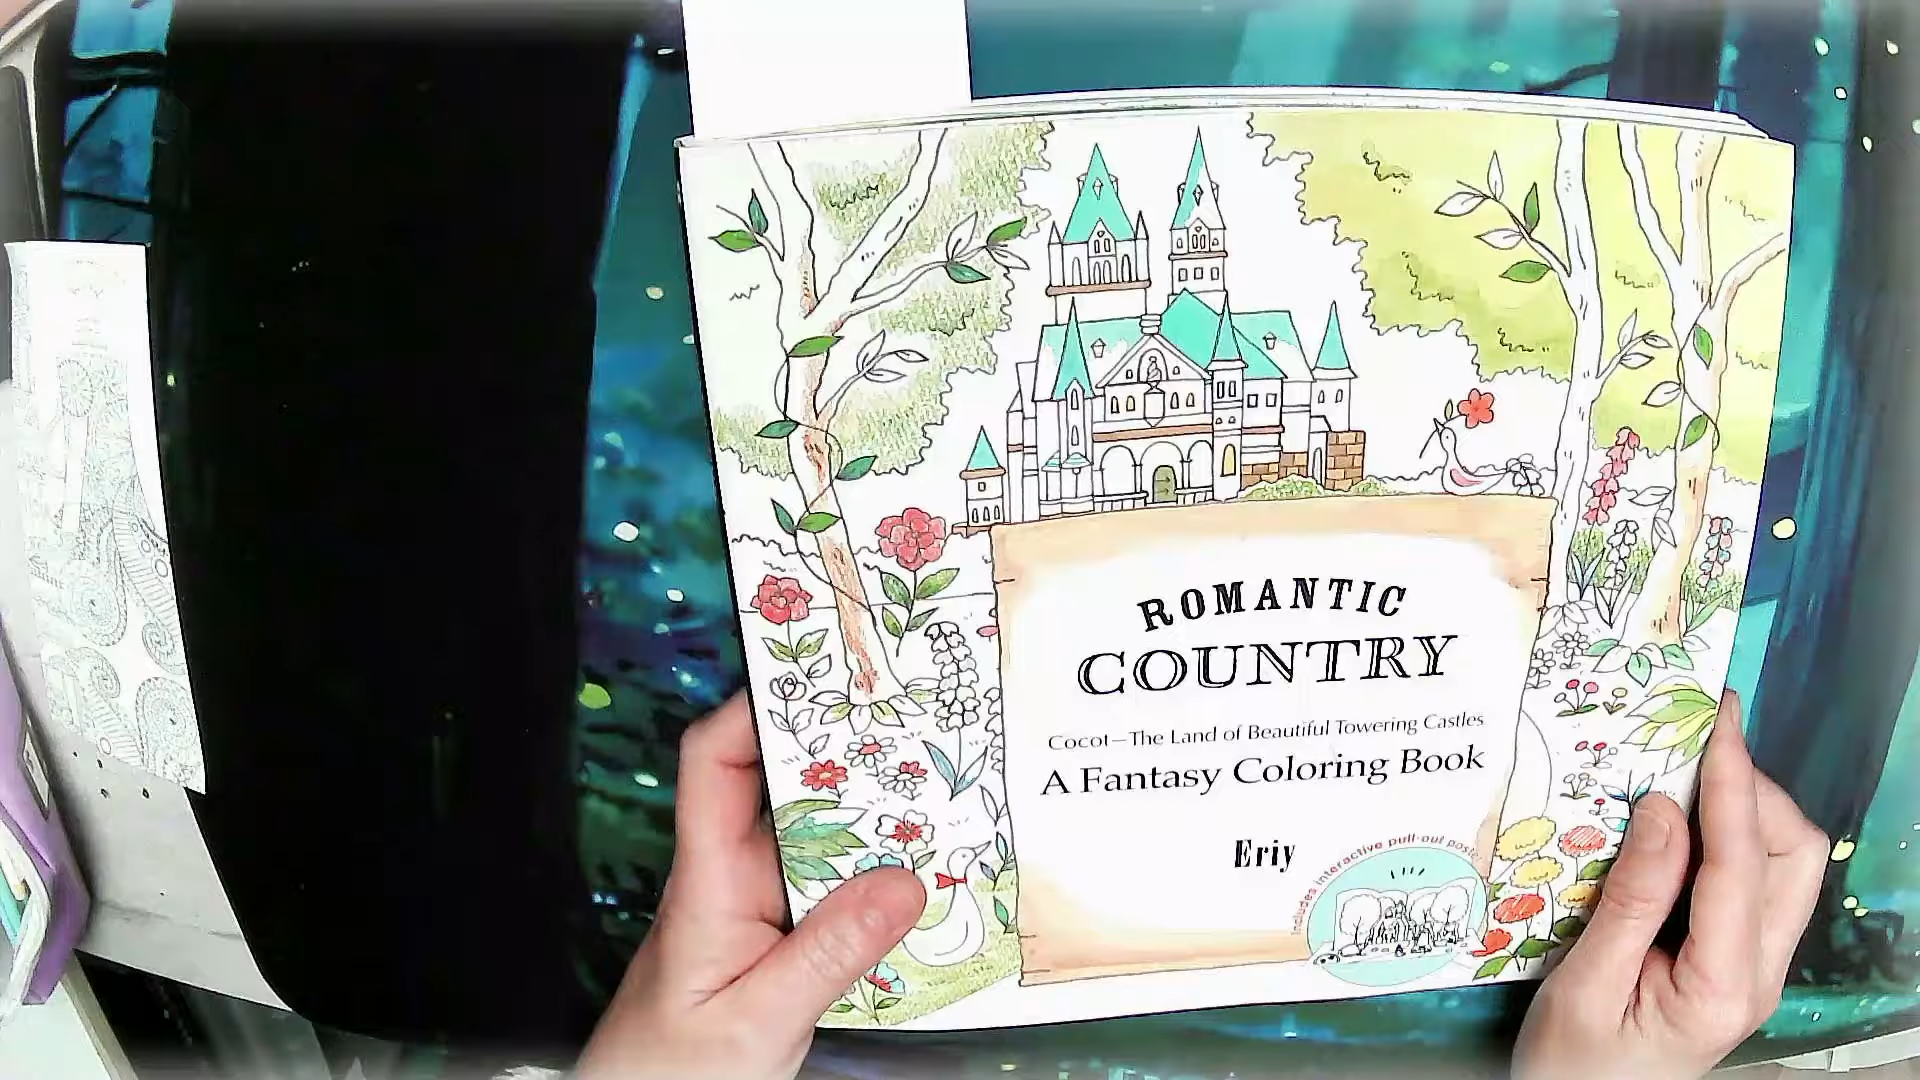 ROMANTIC
COUNTRY
Cocot—The Land of Beautiful Towering Castles
A Fantasy Coloring Book
Eriy
Includes interactive pull-out poster